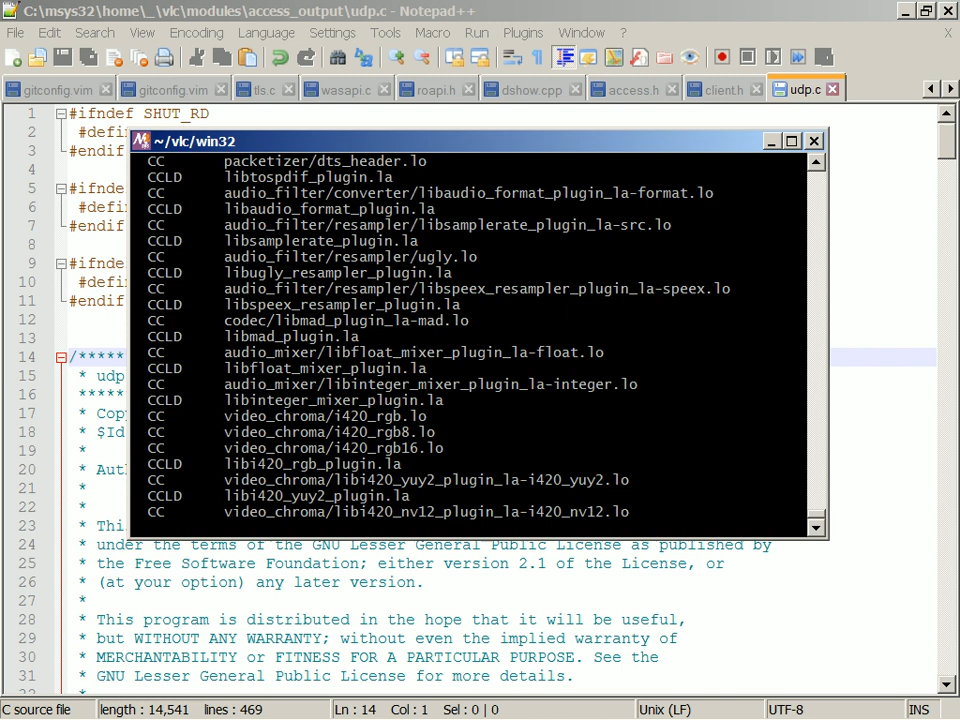 C:\msys32\home\_\vlc\modules\access_output\udp.c - Notepad++
File Edit Search View Encoding Language Settings Tools Macro Run Plugins Window ? X
gitconfig.vim gitconfig.vim tls.c wasapi.c roapi.h dshow.cpp access.h client.h udp.c
1 #ifndef SHUT_RD
2 #defi
3 #endif
4
5 #ifnde
6 #defi
7 #endif
8
9 #ifnde
10 #defi
11 #endif
12
13
14 /*****
15 * udp
16 *****
17 * Cop
18 * $Id
19 *
20 * Aut
21 *
22 *
23 * Thi
~/vlc/win32
CC packetizer/dts_header.lo
CCLD libtospdif_plugin.la
CC audio_filter/converter/libaudio_format_plugin_la-format.lo
CCLD libaudio_format_plugin.la
CC audio_filter/resampler/libsamplerate_plugin_la-src.lo
CCLD libsamplerate_plugin.la
CC audio_filter/resampler/ugly.lo
CCLD libugly_resampler_plugin.la
CC audio_filter/resampler/libspeex_resampler_plugin_la-speex.lo
CCLD libspeex_resampler_plugin.la
CC codec/libmad_plugin_la-mad.lo
CCLD libmad_plugin.la
CC audio_mixer/libfloat_mixer_plugin_la-float.lo
CCLD libfloat_mixer_plugin.la
CC audio_mixer/libinteger_mixer_plugin_la-integer.lo
CCLD libinteger_mixer_plugin.la
CC video_chroma/i420_rgb.lo
CC video_chroma/i420_rgb8.lo
CC video_chroma/i420_rgb16.lo
CCLD libi420_rgb_plugin.la
CC video_chroma/libi420_yuy2_plugin_la-i420_yuy2.lo
CCLD libi420_yuy2_plugin.la
CC video_chroma/libi420_nv12_plugin_la-i420_nv12.lo
24 * under the terms of the GNU Lesser General Public License as published by
25 * the Free Software Foundation; either version 2.1 of the License, or
26 * (at your option) any later version.
27 *
28 * This program is distributed in the hope that it will be useful,
29 * but WITHOUT ANY WARRANTY; without even the implied warranty of
30 * MERCHANTABILITY or FITNESS FOR A PARTICULAR PURPOSE. See the
31 * GNU Lesser General Public License for more details.
C source file length : 14,541 lines : 469 Ln : 14 Col : 1 Sel : 0 | 0 Unix (LF) UTF-8 INS